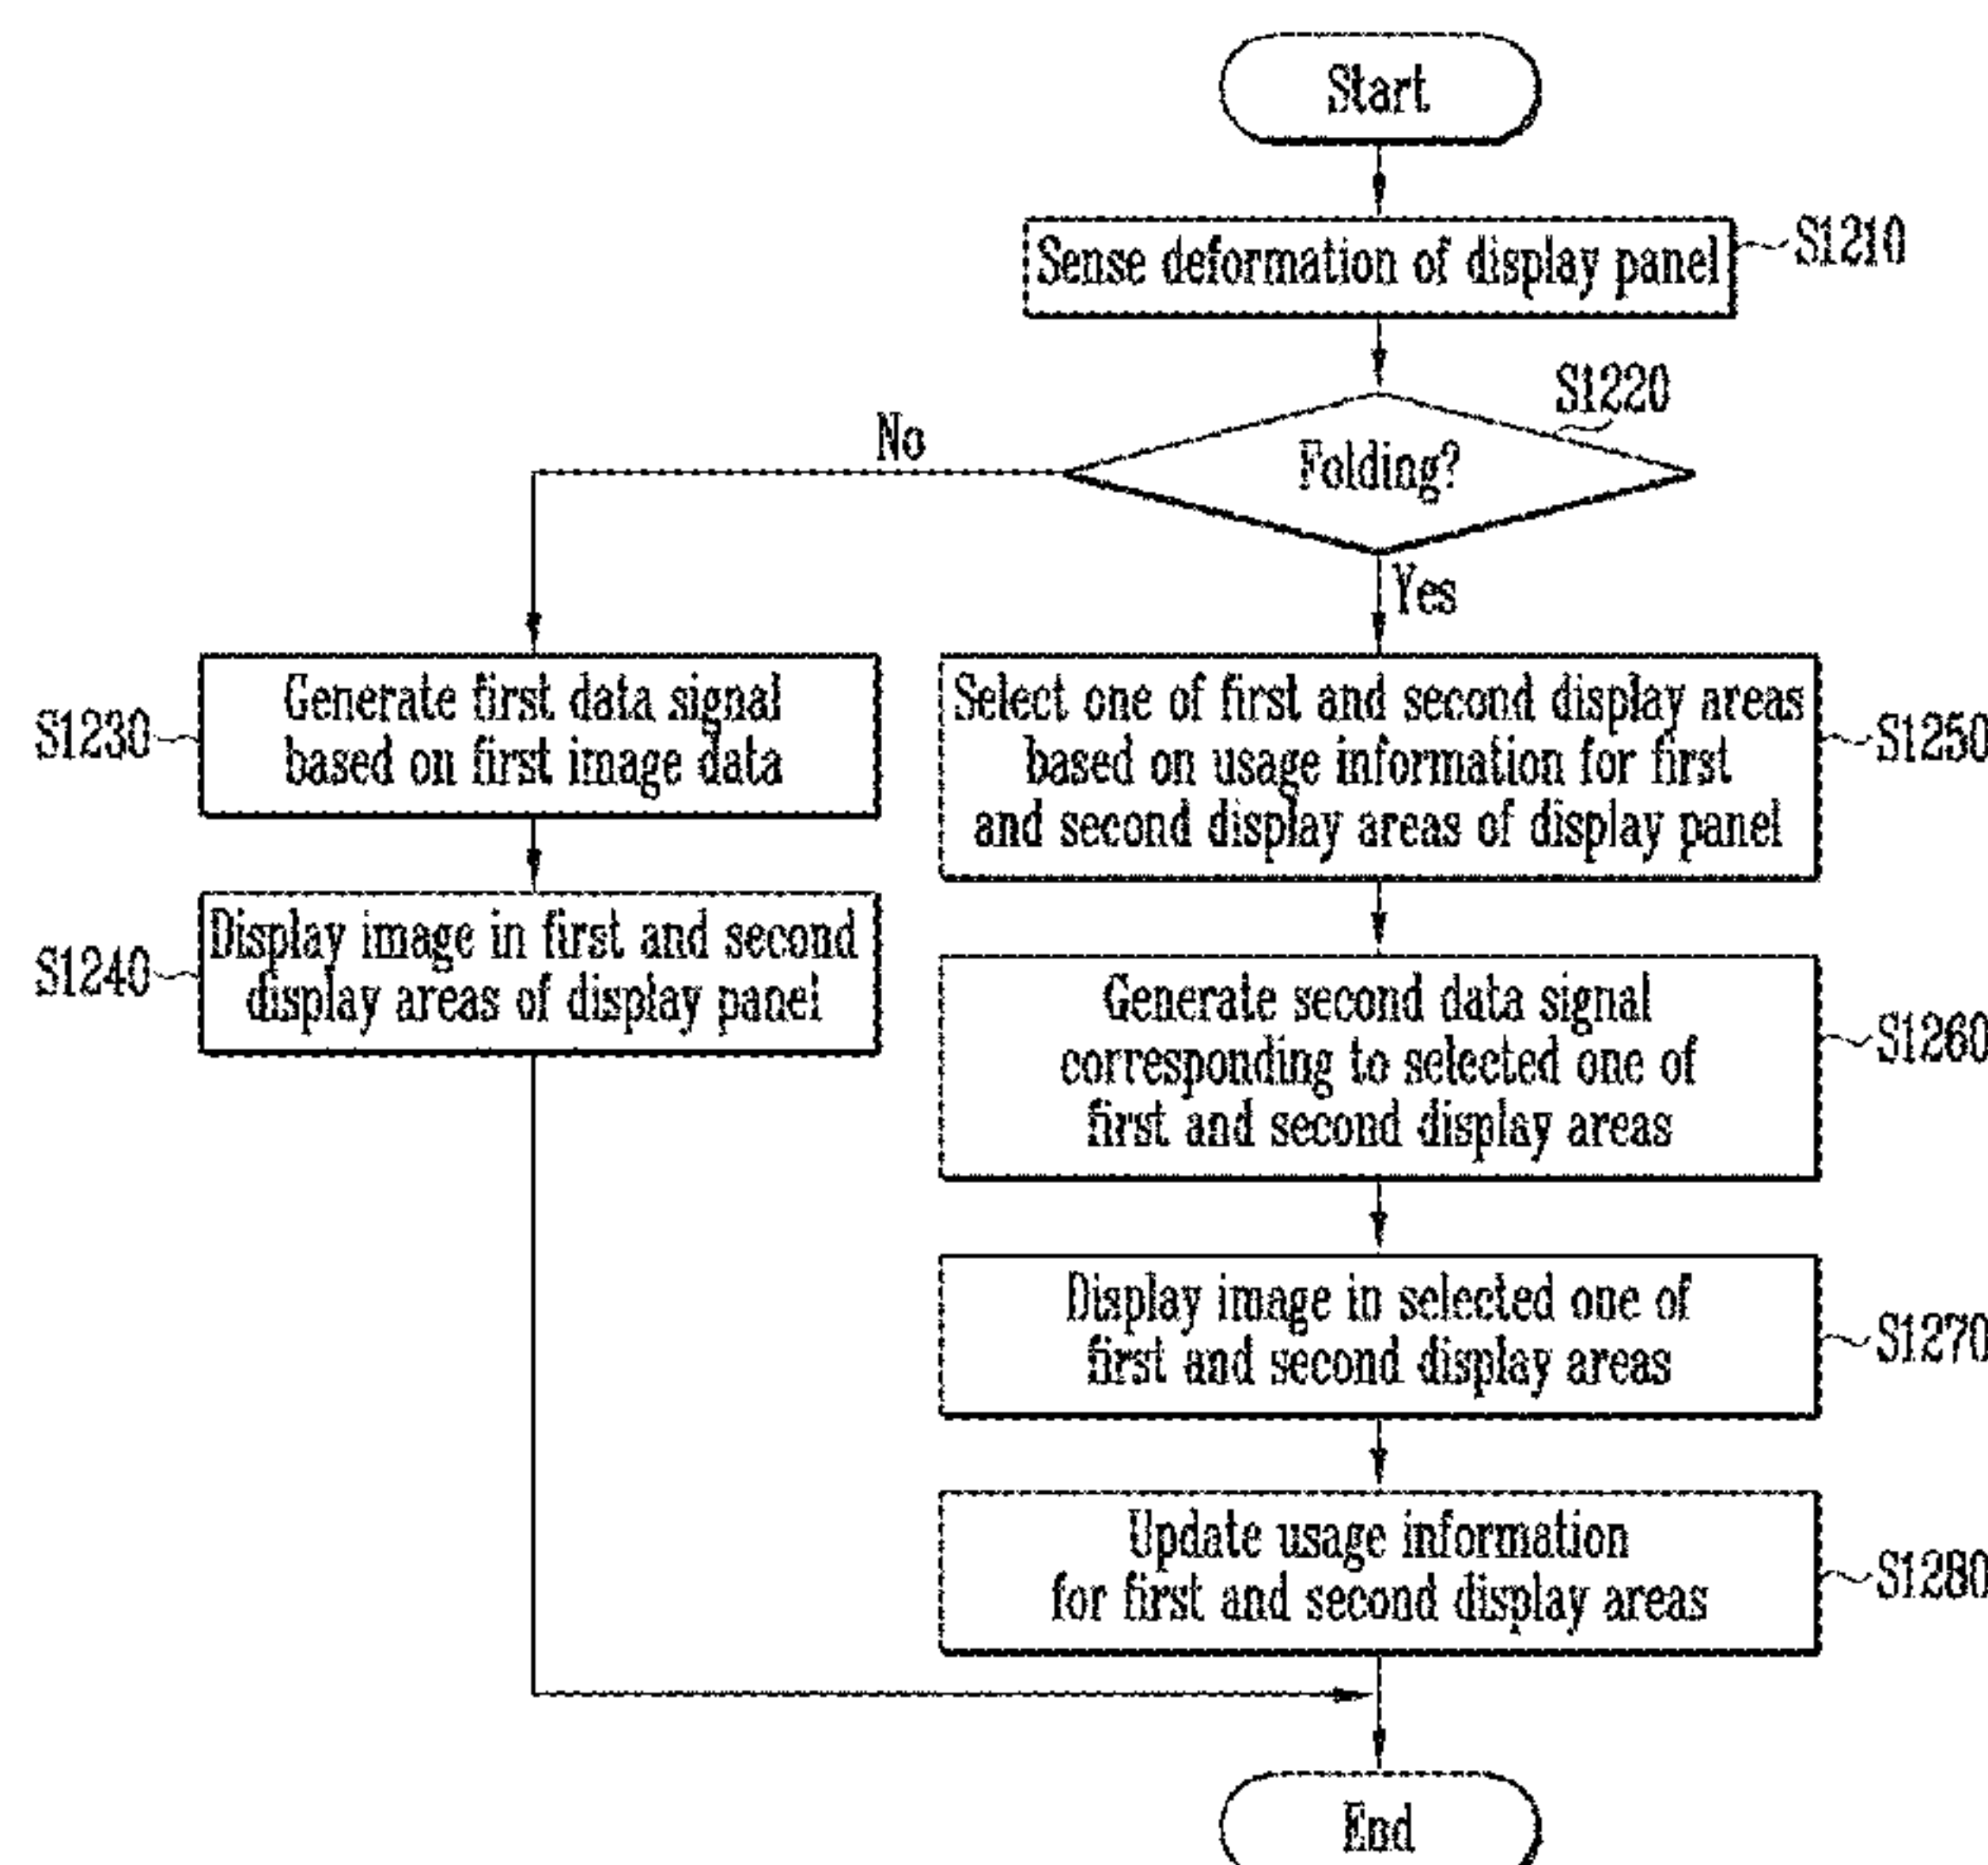 Start
Sense deformation of display panel
S1210
S1220
Folding?
No
Yes
S1230
Generate first data signal
based on first image data
S1240
Display image in first and second
display areas of display panel
Select one of first and second display areas
based on usage information for first
and second display areas of display panel
S1250
Generate second data signal
corresponding to selected one of
first and second display areas
S1260
Display image in selected one of
first and second display areas
S1270
Update usage information
for first and second display areas
S1280
End